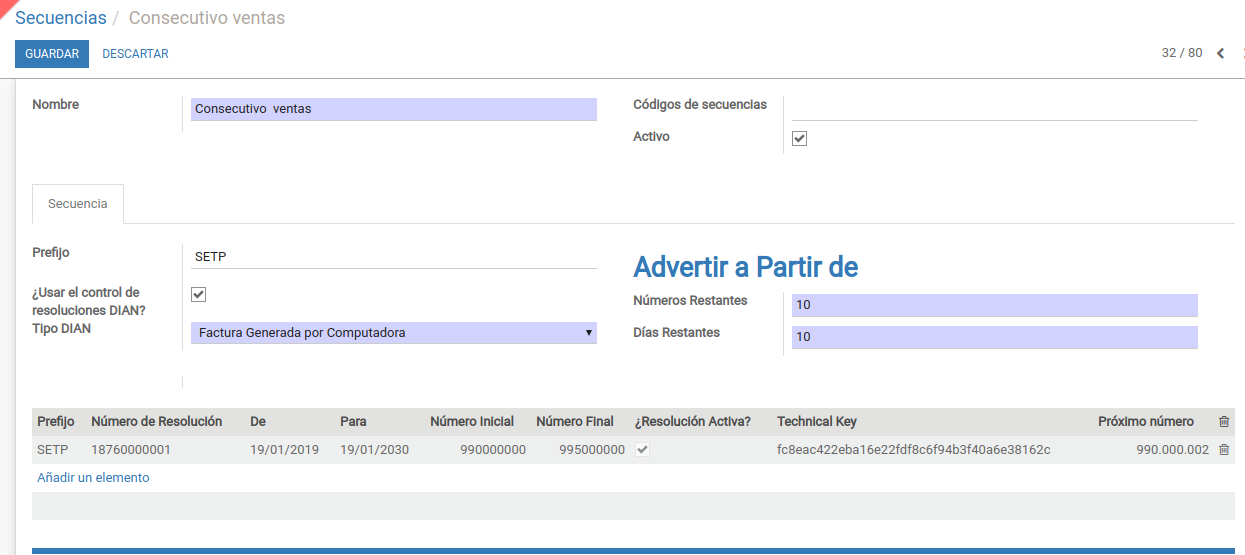 Secuencias / Consecutivo ventas
GUARDAR DESCARTAR 32 / 80
Nombre Consecutivo ventas Códigos de secuencias
Activo
Secuencia
Prefijo SETP
Advertir a Partir de
¿Usar el control de
resoluciones DIAN?
Números Restantes 10
Tipo DIAN Factura Generada por Computadora
Días Restantes 10
Prefijo Número de Resolución De Para Número Inicial Número Final ¿Resolución Activa? Technical Key Próximo número
SETP 18760000001 19/01/2019 19/01/2030 990000000 995000000 fc8eac422eba16e22fdf8c6f94b3f40a6e38162c 990.000.002
Añadir un elemento